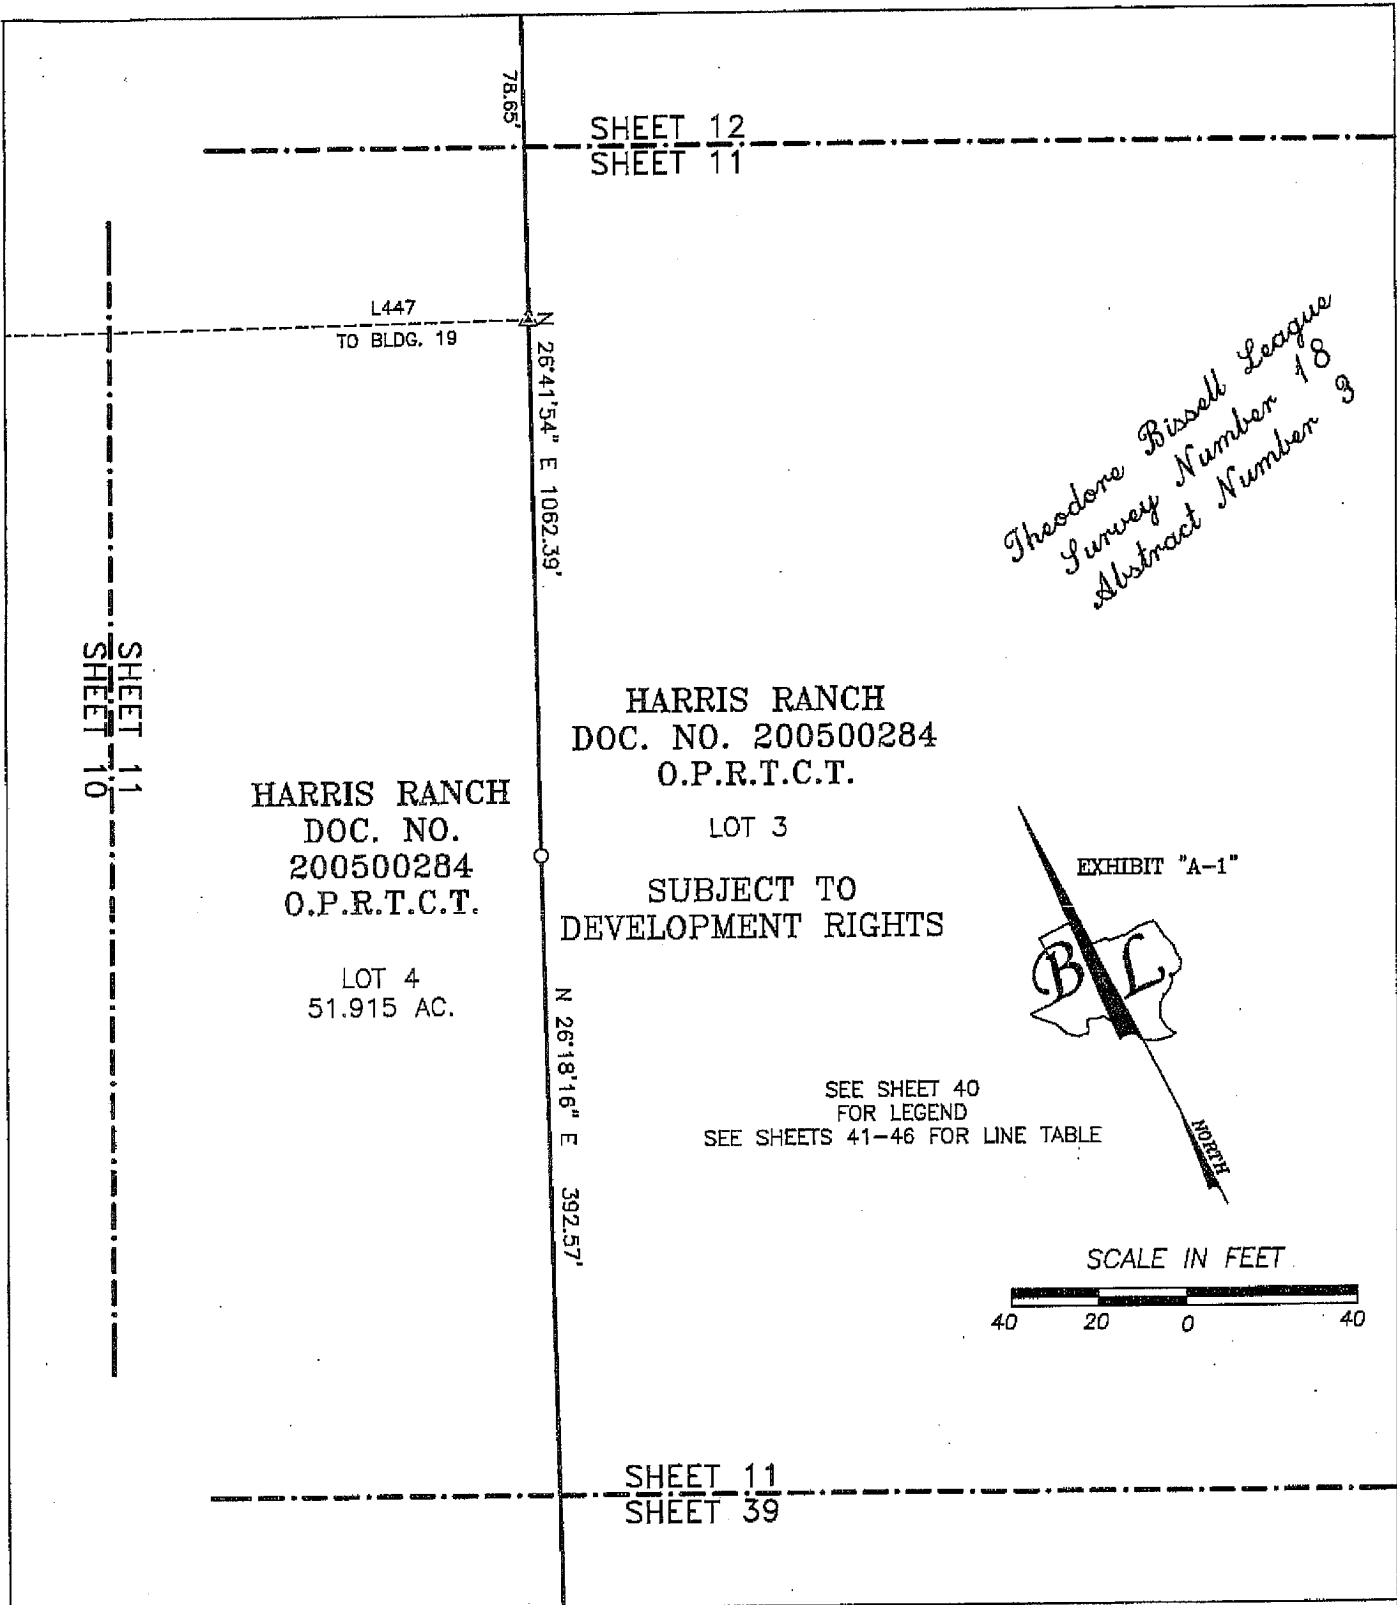 78.65'
SHEET 12
SHEET 11
L447
TO BLDG. 19
N 26°41'54" E 1062.39'
Theodore Bissell League
Survey Number 18
Abstract Number 3
SHEET 11
SHEET 10
HARRIS RANCH
DOC. NO. 200500284
O.P.R.T.C.T.
LOT 3
SUBJECT TO
DEVELOPMENT RIGHTS
HARRIS RANCH
DOC. NO.
200500284
O.P.R.T.C.T.
LOT 4
51.915 AC.
EXHIBIT "A-1"
B L
NORTH
N 26°18'16" E 392.57'
SEE SHEET 40
FOR LEGEND
SEE SHEETS 41-46 FOR LINE TABLE
SCALE IN FEET
40 20 0 40
SHEET 11
SHEET 39